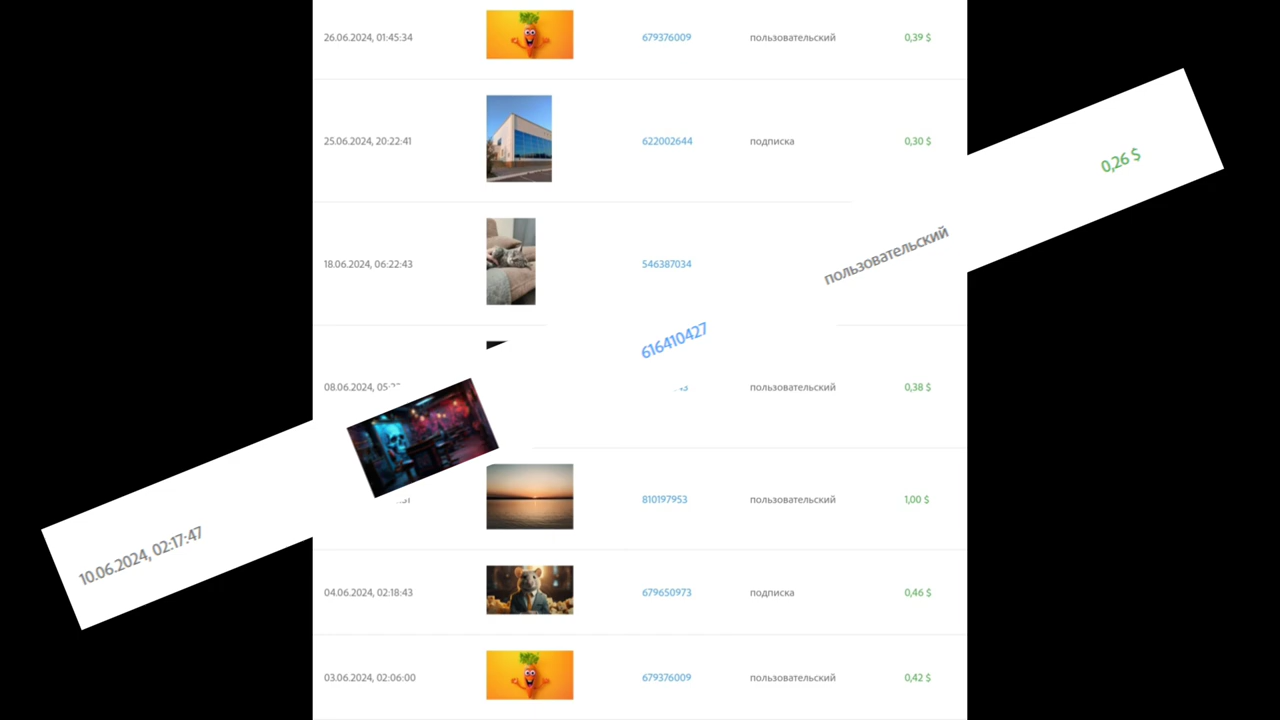 26.06.2024, 01:45:34 679376009 пользовательский 0,39 $
25.06.2024, 20:22:41 622002644 подписка 0,30 $
18.06.2024, 06:22:43 546387034
10.06.2024, 02:17:47 616410427 пользовательский 0,26 $
08.06.2024, пользовательский 0,38 $
810197953 пользовательский 1,00 $
04.06.2024, 02:18:43 679650973 подписка 0,46 $
03.06.2024, 02:06:00 679376009 пользовательский 0,42 $